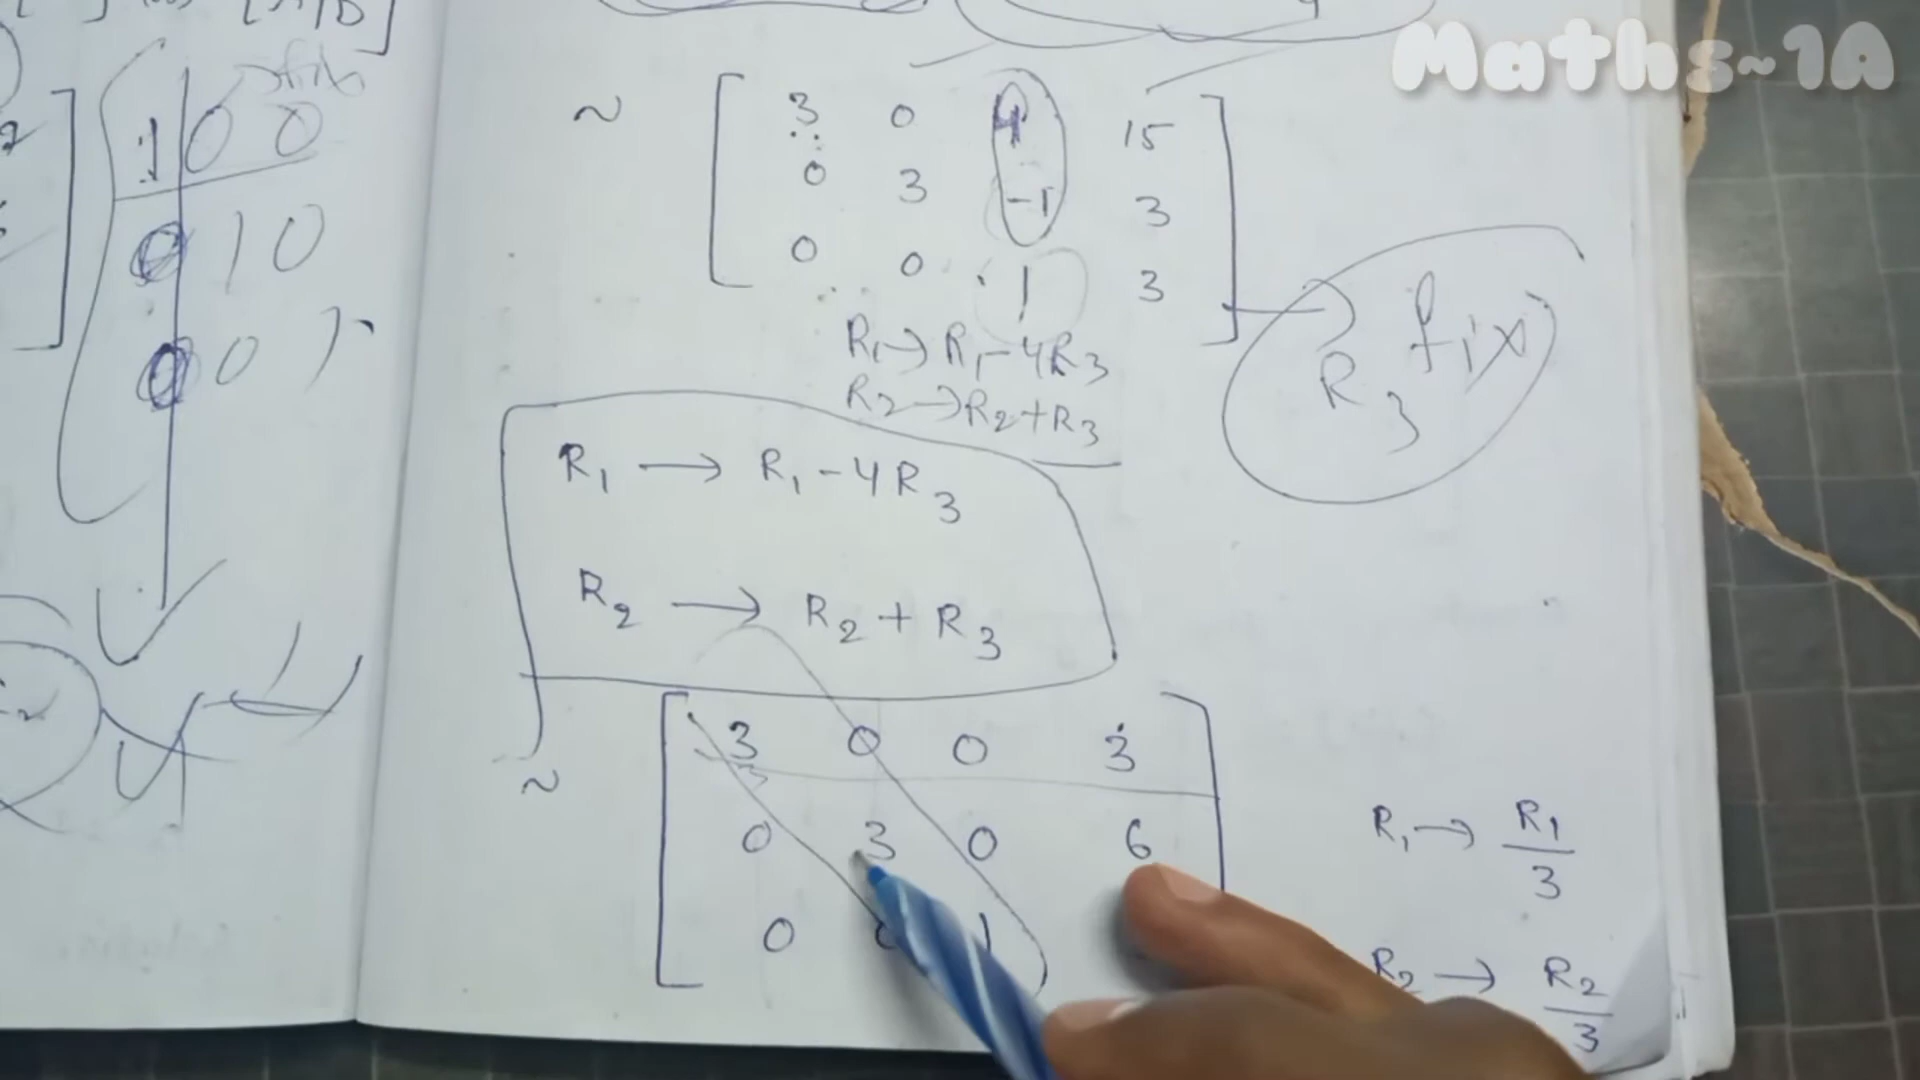 Maths~1A
1 0 0
0 1 0
0 0 1
~ [ 3 0 4 15
0 3 -1 3
0 0 1 3 ]
R1 → R1 - 4R3
R2 → R2 + R3
R3 fix
R1 → R1 - 4R3
R2 → R2 + R3
~ [ 3 0 0 3
0 3 0 6
0 0 1 ]
R1 → R1/3
R2 → R2/3